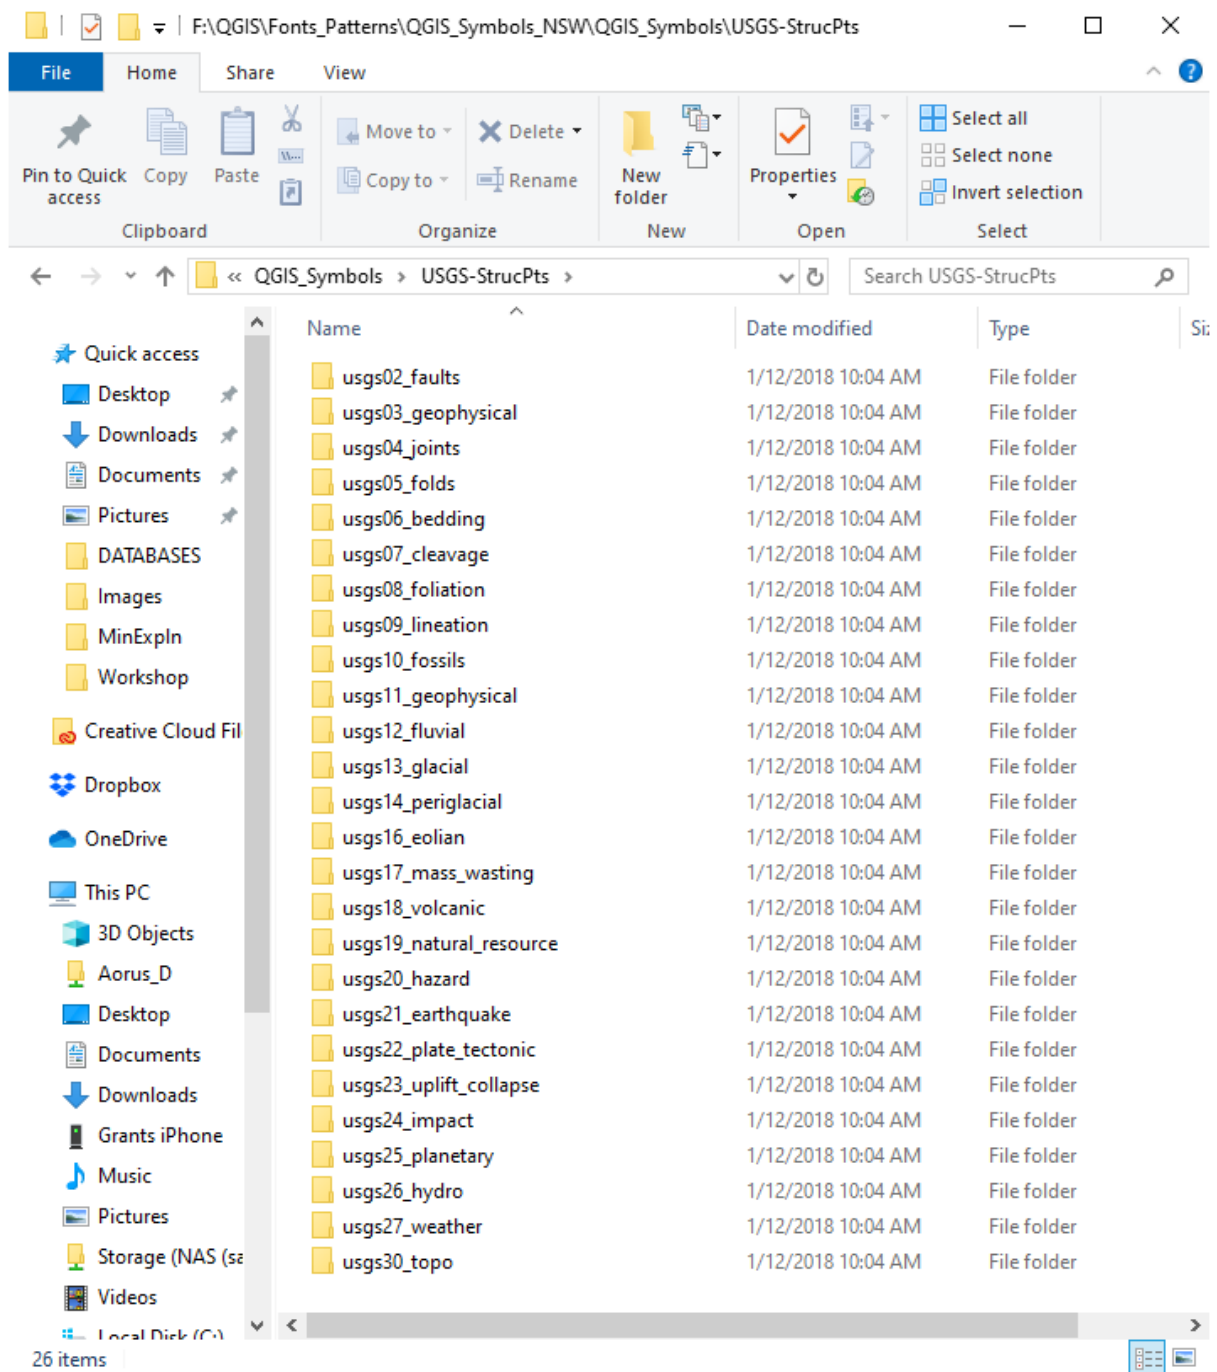 F:\QGIS\Fonts_Patterns\QGIS_Symbols_NSW\QGIS_Symbols\USGS-StrucPts
File Home Share View
Pin to Quick access
Copy
Paste
Clipboard
Move to
Copy to
Delete
Rename
Organize
New folder
New
Properties
Open
Select all
Select none
Invert selection
Select
« QGIS_Symbols > USGS-StrucPts >
Search USGS-StrucPts
Quick access
Desktop
Downloads
Documents
Pictures
DATABASES
Images
MinExpIn
Workshop
Creative Cloud Fil
Dropbox
OneDrive
This PC
3D Objects
Aorus_D
Desktop
Documents
Downloads
Grants iPhone
Music
Pictures
Storage (NAS (sa
Videos
Local Disk (C:)
Name Date modified Type Siz
usgs02_faults 1/12/2018 10:04 AM File folder
usgs03_geophysical 1/12/2018 10:04 AM File folder
usgs04_joints 1/12/2018 10:04 AM File folder
usgs05_folds 1/12/2018 10:04 AM File folder
usgs06_bedding 1/12/2018 10:04 AM File folder
usgs07_cleavage 1/12/2018 10:04 AM File folder
usgs08_foliation 1/12/2018 10:04 AM File folder
usgs09_lineation 1/12/2018 10:04 AM File folder
usgs10_fossils 1/12/2018 10:04 AM File folder
usgs11_geophysical 1/12/2018 10:04 AM File folder
usgs12_fluvial 1/12/2018 10:04 AM File folder
usgs13_glacial 1/12/2018 10:04 AM File folder
usgs14_periglacial 1/12/2018 10:04 AM File folder
usgs16_eolian 1/12/2018 10:04 AM File folder
usgs17_mass_wasting 1/12/2018 10:04 AM File folder
usgs18_volcanic 1/12/2018 10:04 AM File folder
usgs19_natural_resource 1/12/2018 10:04 AM File folder
usgs20_hazard 1/12/2018 10:04 AM File folder
usgs21_earthquake 1/12/2018 10:04 AM File folder
usgs22_plate_tectonic 1/12/2018 10:04 AM File folder
usgs23_uplift_collapse 1/12/2018 10:04 AM File folder
usgs24_impact 1/12/2018 10:04 AM File folder
usgs25_planetary 1/12/2018 10:04 AM File folder
usgs26_hydro 1/12/2018 10:04 AM File folder
usgs27_weather 1/12/2018 10:04 AM File folder
usgs30_topo 1/12/2018 10:04 AM File folder
26 items